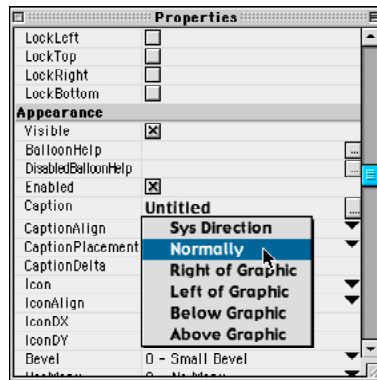 Properties
LockLeft
LockTop
LockRight
LockBottom
Appearance
Visible
BalloonHelp ...
DisabledBalloonHelp ...
Enabled
Caption Untitled ...
CaptionAlign Sys Direction
CaptionPlacement Normally
CaptionDelta Right of Graphic
Icon Left of Graphic
IconAlign Below Graphic
IconDX Above Graphic
IconDY
Bevel 0 - Small Bevel